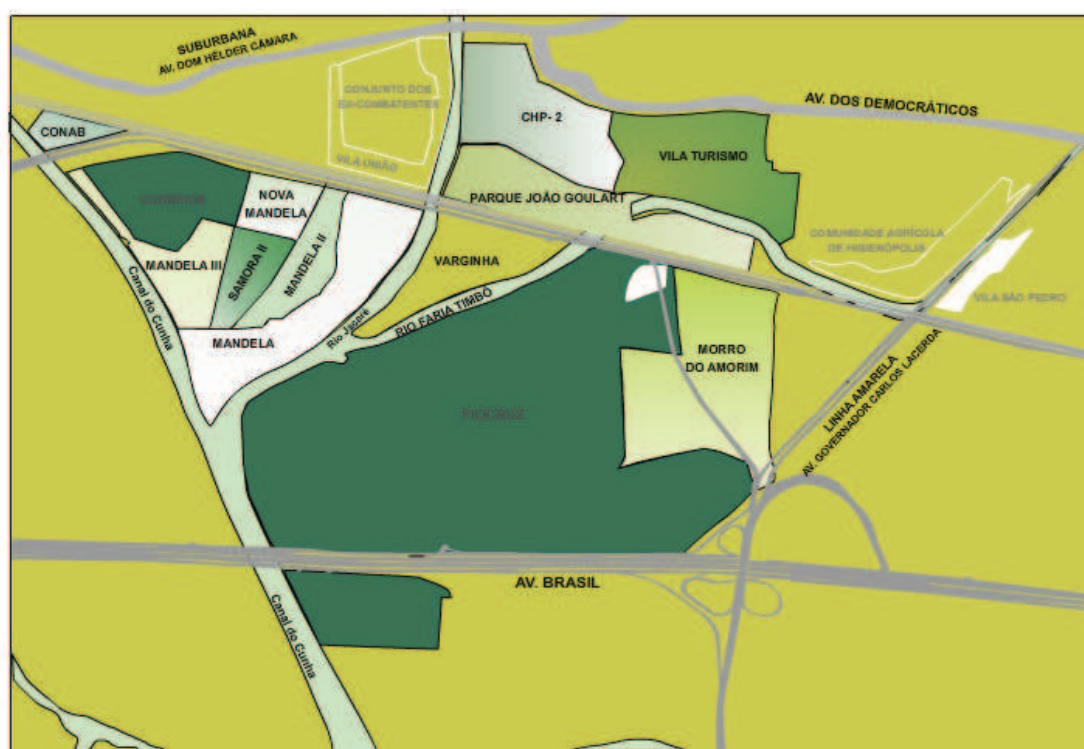 SUBURBANA
AV. DOM HÉLDER CÂMARA
CONJUNTO DOS
EX-COMBATENTES
AV. DOS DEMOCRÁTICOS
CHP- 2
CONAB
VILA TURISMO
VILA UNIÃO
PARQUE JOÃO GOULART
NOVA
MANDELA
COMUNIDADE AGRÍCOLA
DE HIGIENÓPOLIS
MANDELA III
SAMORA II
MANDELA II
VARGINHA
VILA SÃO PEDRO
Canal do Cunha
MANDELA
Rio Jacare
RIO FARIA TIMBÓ
MORRO
DO AMORIM
LINHA AMARELA
AV. GOVERNADOR CARLOS LACERDA
FIOCRUZ
AV. BRASIL
Canal do Cunha